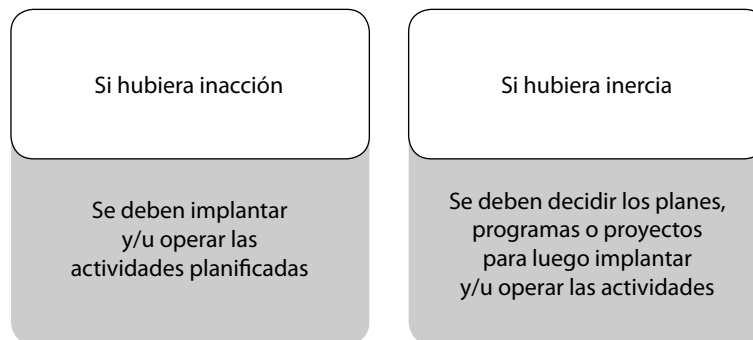 Si hubiera inacción
Se deben implantar
y/u operar las
actividades planificadas
Si hubiera inercia
Se deben decidir los planes,
programas o proyectos
para luego implantar
y/u operar las actividades